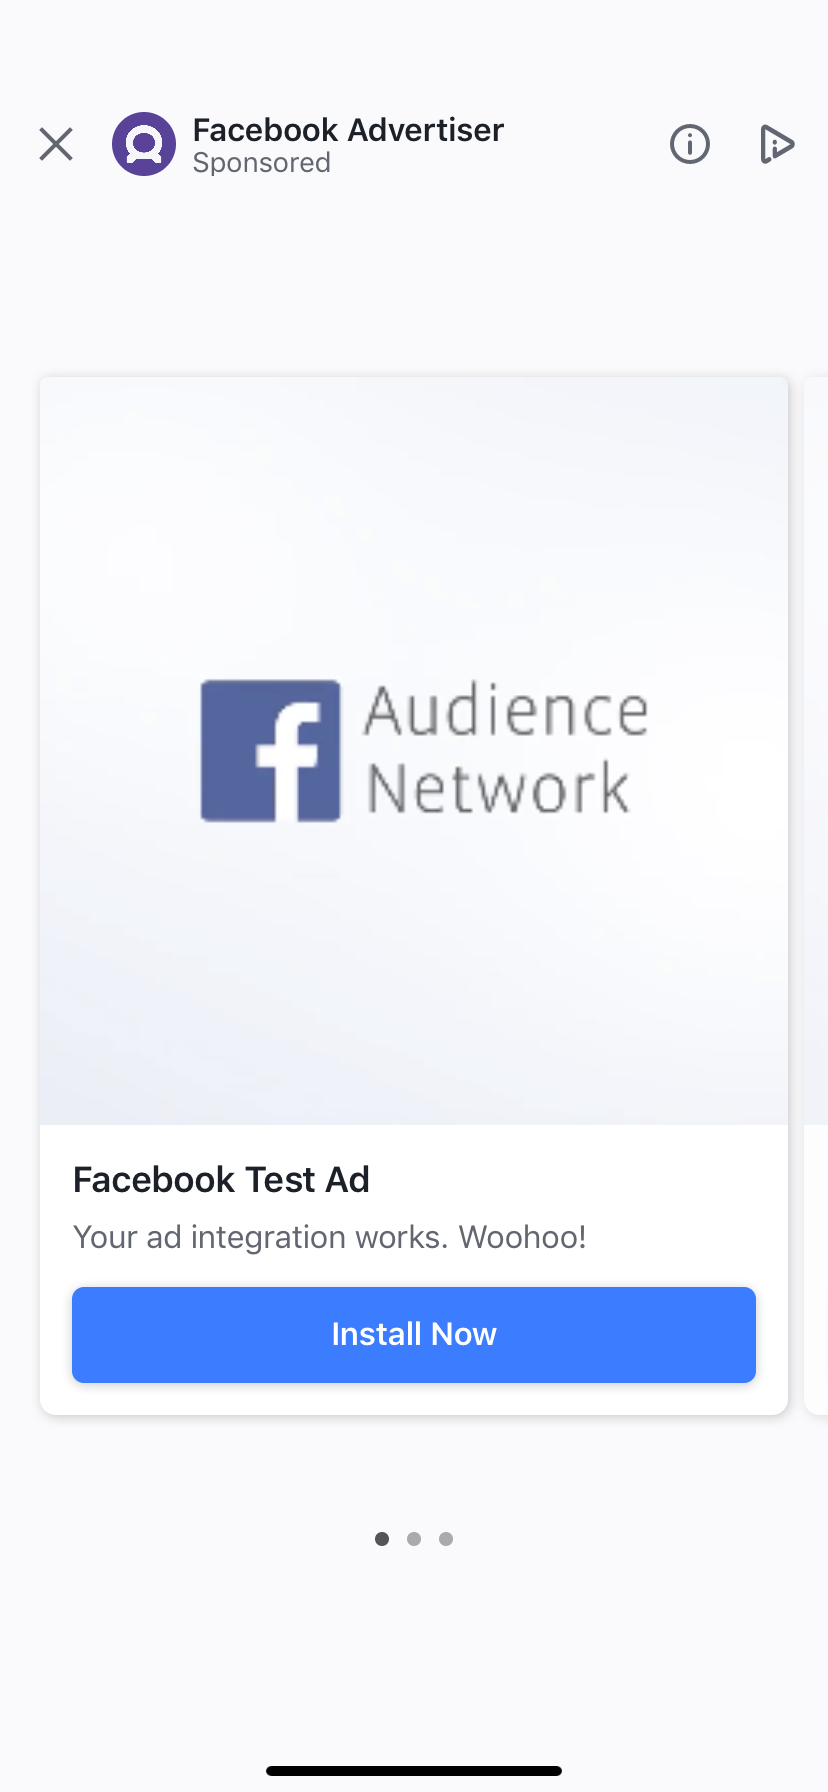 Facebook Advertiser
Sponsored
Audience
Network
Facebook Test Ad
Your ad integration works. Woohoo!
Install Now